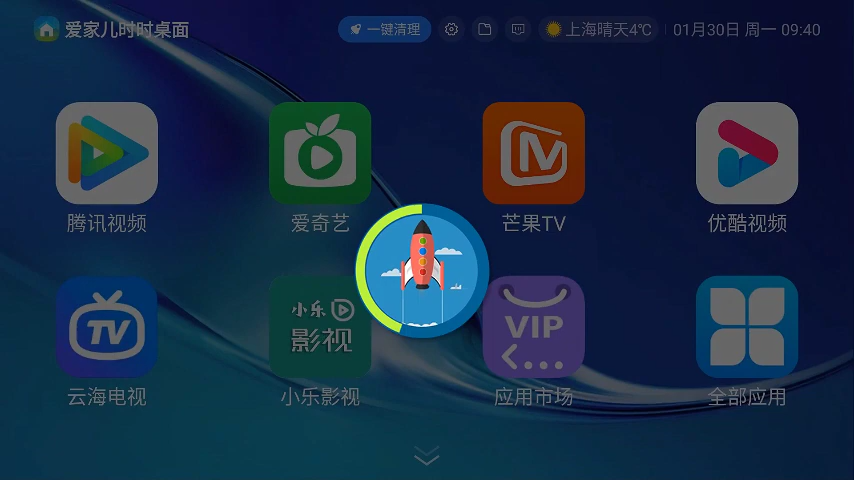 爱家儿时时桌面
一键清理
上海晴天4℃
01月30日 周一 09:40
腾讯视频
爱奇艺
芒果TV
优酷视频
TV
小乐
影视
VIP
云海电视
小乐影视
应用市场
全部应用